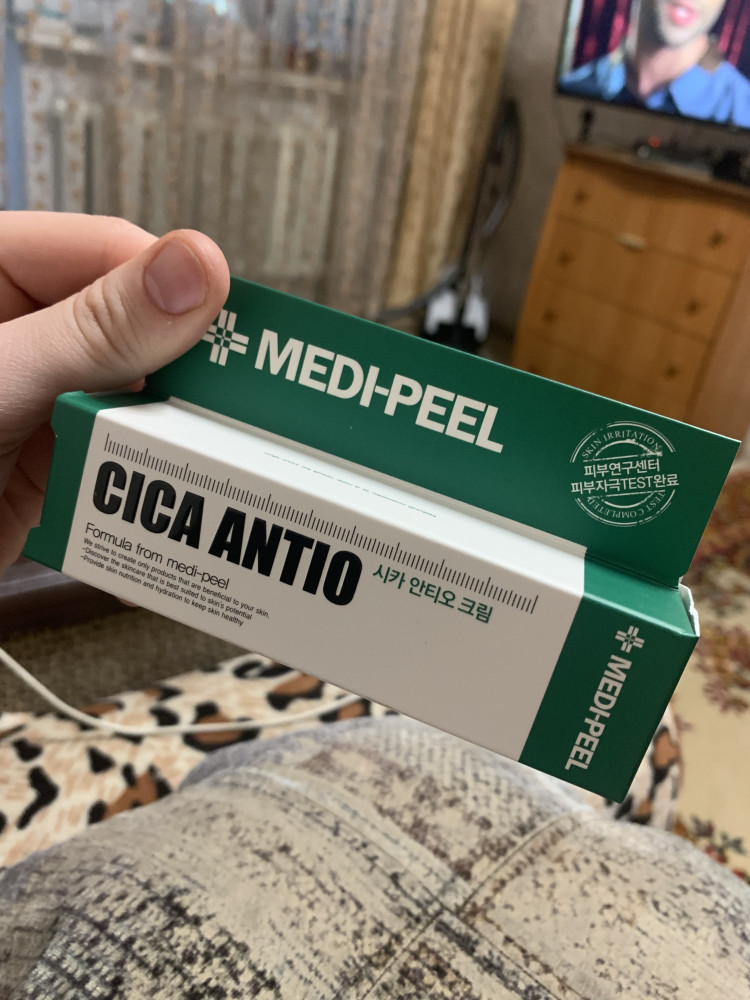 MEDI-PEEL
SKIN IRRITATION
피부연구센터
피부자극TEST완료
TEST COMPLETED
CICA ANTIO
시카 안티오 크림
Formula from medi-peel
We strive to create only products that are beneficial to your skin.
-Discover the skincare that is best suited to skin's potential
-Provide skin nutrition and hydration to keep skin healthy
MEDI-PEEL